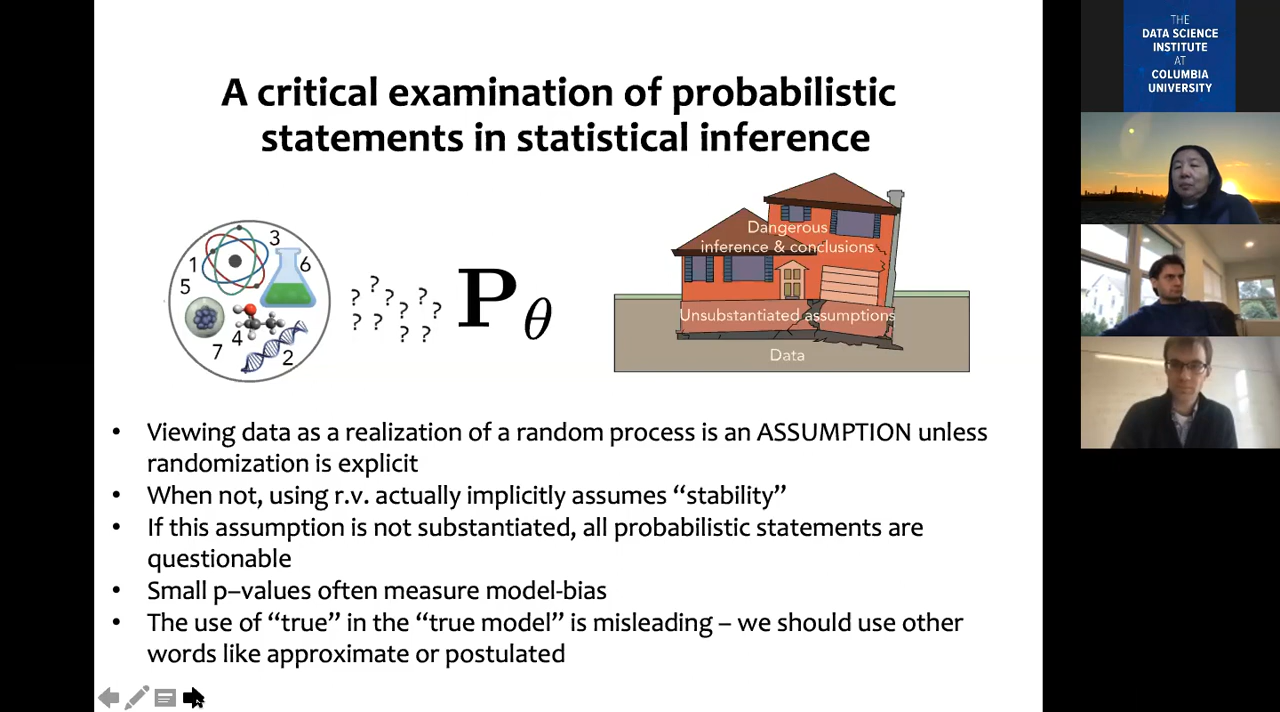 A critical examination of probabilistic
statements in statistical inference
3
1
6
5
4
7
2
? ? ? ? ? ? ? ? ? ?
P θ
Dangerous
inference & conclusions
Unsubstantiated assumptions
Data
• Viewing data as a realization of a random process is an ASSUMPTION unless
randomization is explicit
• When not, using r.v. actually implicitly assumes “stability”
• If this assumption is not substantiated, all probabilistic statements are
questionable
• Small p–values often measure model-bias
• The use of “true” in the “true model” is misleading – we should use other
words like approximate or postulated
THE
DATA SCIENCE
INSTITUTE
AT
COLUMBIA
UNIVERSITY